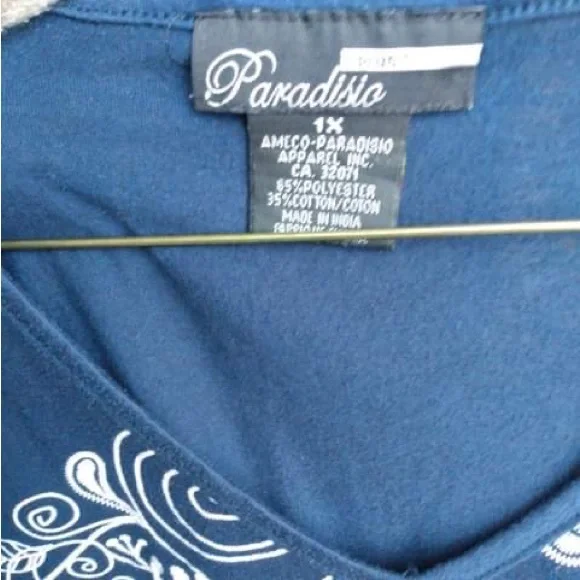 Paradisio
1X
AMECO-PARADISIO
APPAREL INC.
CA. 32071
65%POLYESTER
35%COTTON/COTON
MADE IN INDIA